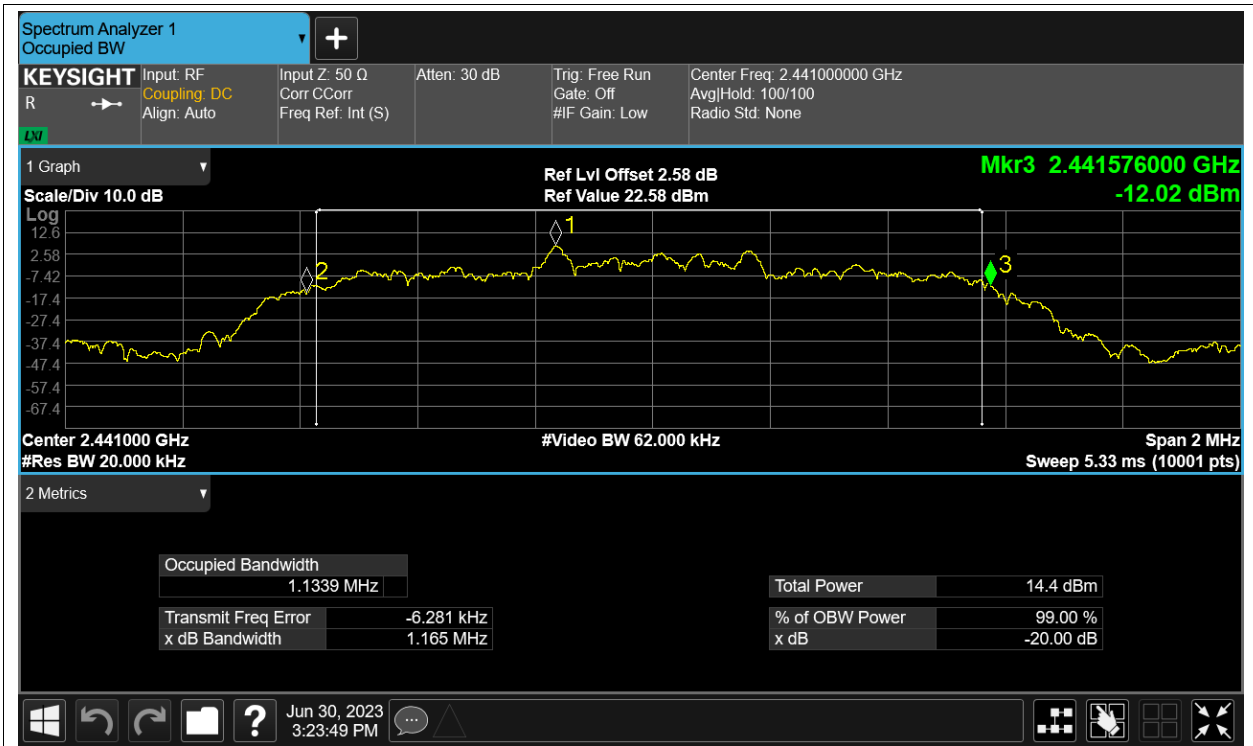 Spectrum Analyzer 1
Occupied BW
+
KEYSIGHT
R
LXI
Input: RF
Coupling: DC
Align: Auto
Input Z: 50 Ω
Corr CCorr
Freq Ref: Int (S)
Atten: 30 dB
Trig: Free Run
Gate: Off
#IF Gain: Low
Center Freq: 2.441000000 GHz
Avg|Hold: 100/100
Radio Std: None
1 Graph
Scale/Div 10.0 dB
Ref Lvl Offset 2.58 dB
Ref Value 22.58 dBm
Mkr3 2.441576000 GHz
-12.02 dBm
Log
12.6
2.58
-7.42
-17.4
-27.4
-37.4
-47.4
-57.4
-67.4
1
2
3
Center 2.441000 GHz
#Res BW 20.000 kHz
#Video BW 62.000 kHz
Span 2 MHz
Sweep 5.33 ms (10001 pts)
2 Metrics
Occupied Bandwidth
1.1339 MHz
Transmit Freq Error -6.281 kHz
x dB Bandwidth 1.165 MHz
Total Power 14.4 dBm
% of OBW Power 99.00 %
x dB -20.00 dB
?
Jun 30, 2023
3:23:49 PM